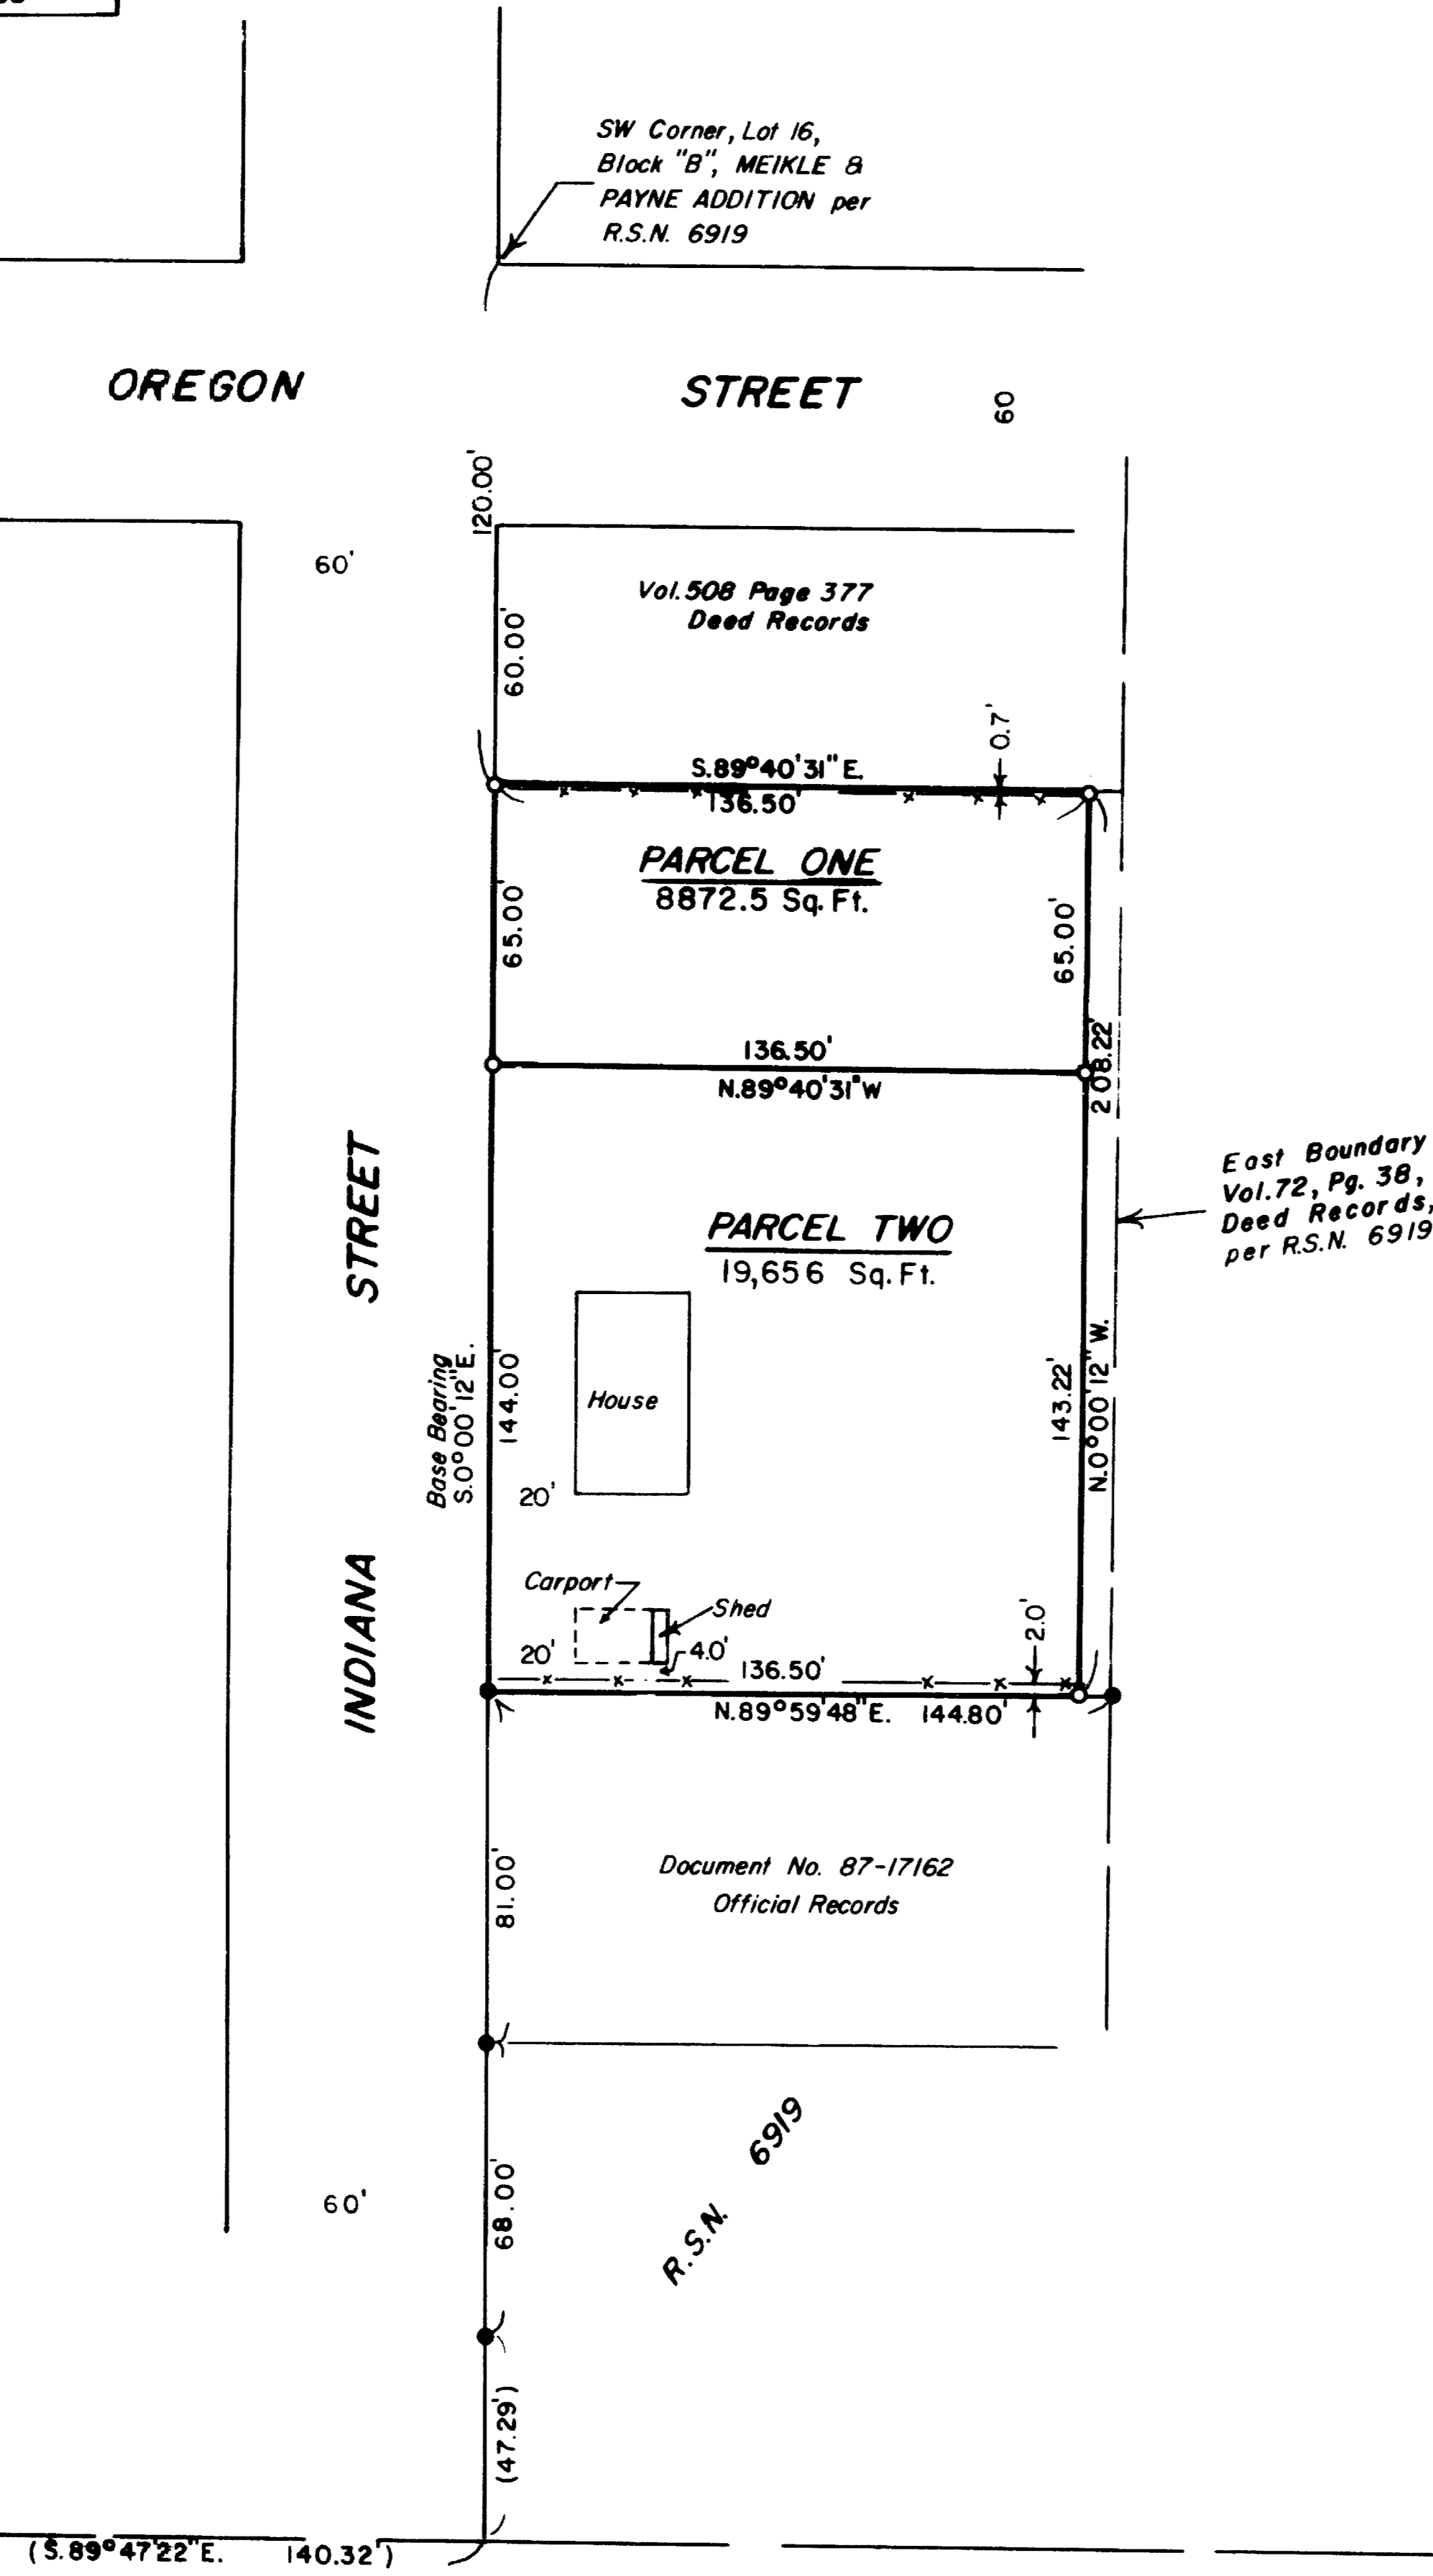 SW Corner, Lot 16,
Block "B", MEIKLE &
PAYNE ADDITION per
R.S.N. 6919
OREGON STREET
60
120.00'
60'
Vol. 508 Page 377
Deed Records
60.00'
0.7'
S.89°40'31"E.
136.50'
PARCEL ONE
8872.5 Sq. Ft.
65.00'
65.00'
136.50'
N.89°40'31"W
208.22'
East Boundary
Vol. 72, Pg. 38,
Deed Records,
per R.S.N. 6919
PARCEL TWO
19,656 Sq. Ft.
INDIANA STREET
Base Bearing
S.0°00'12"E.
144.00'
House
143.22'
N.0°00'12"W.
20'
Carport
Shed
20'
4.0'
2.0'
136.50'
N.89°59'48"E. 144.80'
81.00'
Document No. 87-17162
Official Records
R.S.N. 6919
60'
68.00'
(47.29')
(S.89°47'22"E. 140.32')